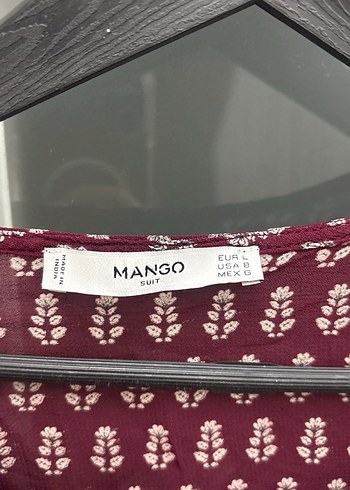 MADE IN
INDIA
MANGO
SUIT
EUR L
USA 8
MEX G